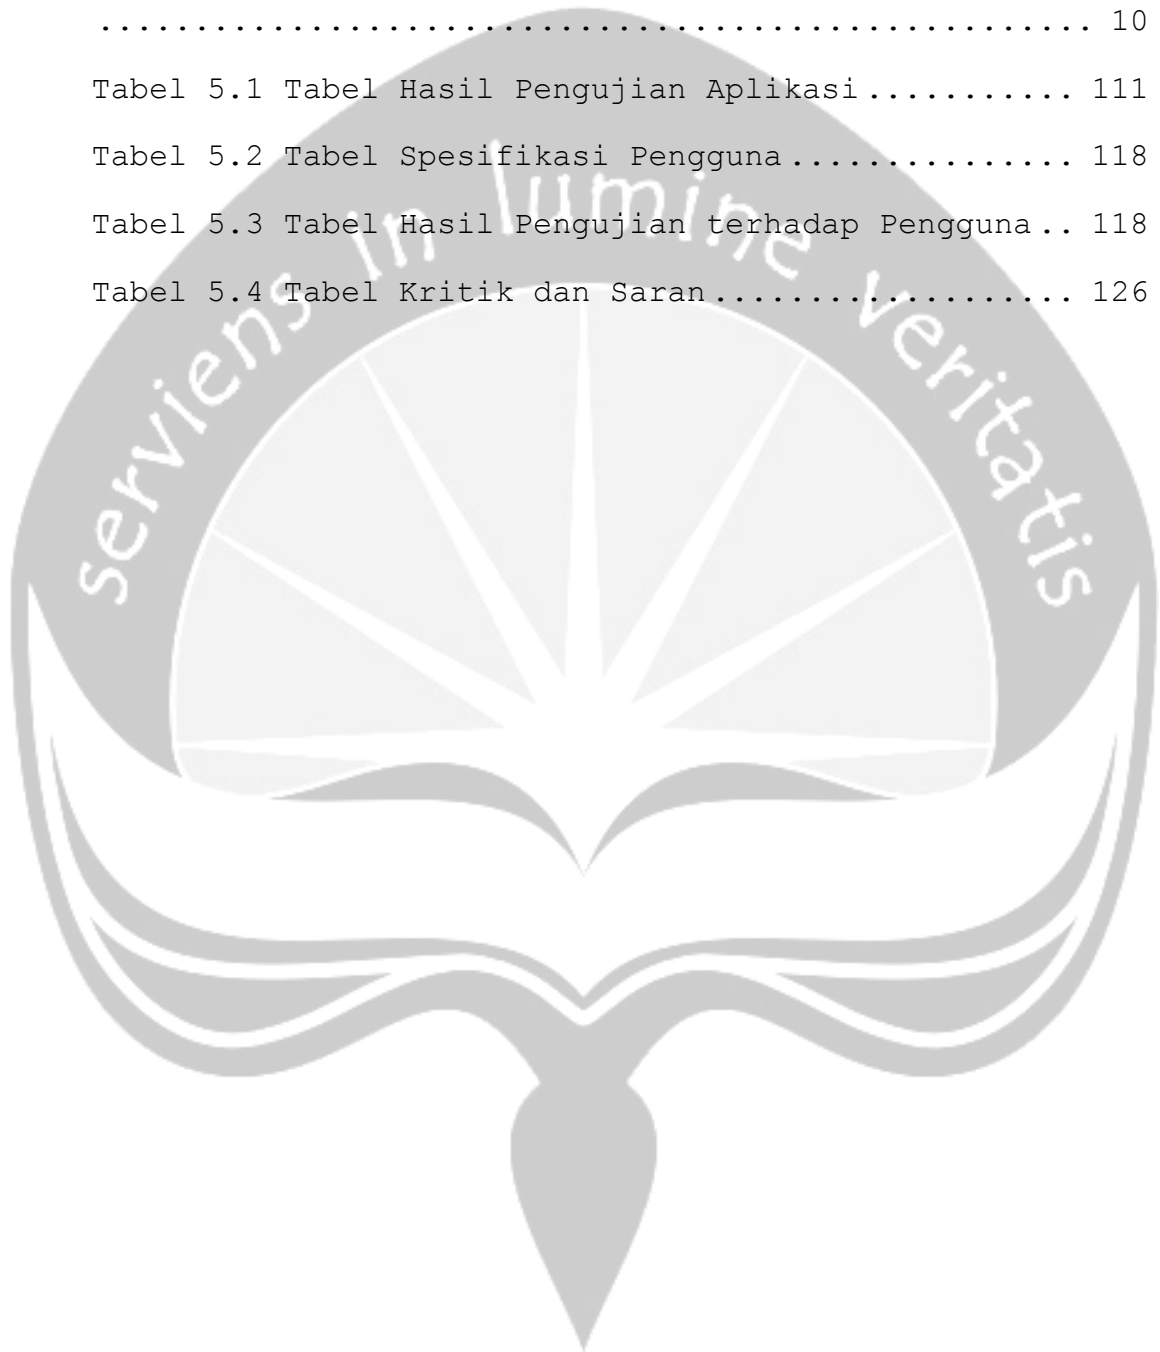 .................................................... 10
Tabel 5.1 Tabel Hasil Pengujian Aplikasi........... 111
Tabel 5.2 Tabel Spesifikasi Pengguna............... 118
Tabel 5.3 Tabel Hasil Pengujian terhadap Pengguna.. 118
Tabel 5.4 Tabel Kritik dan Saran................... 126
serviens in lumine veritatis